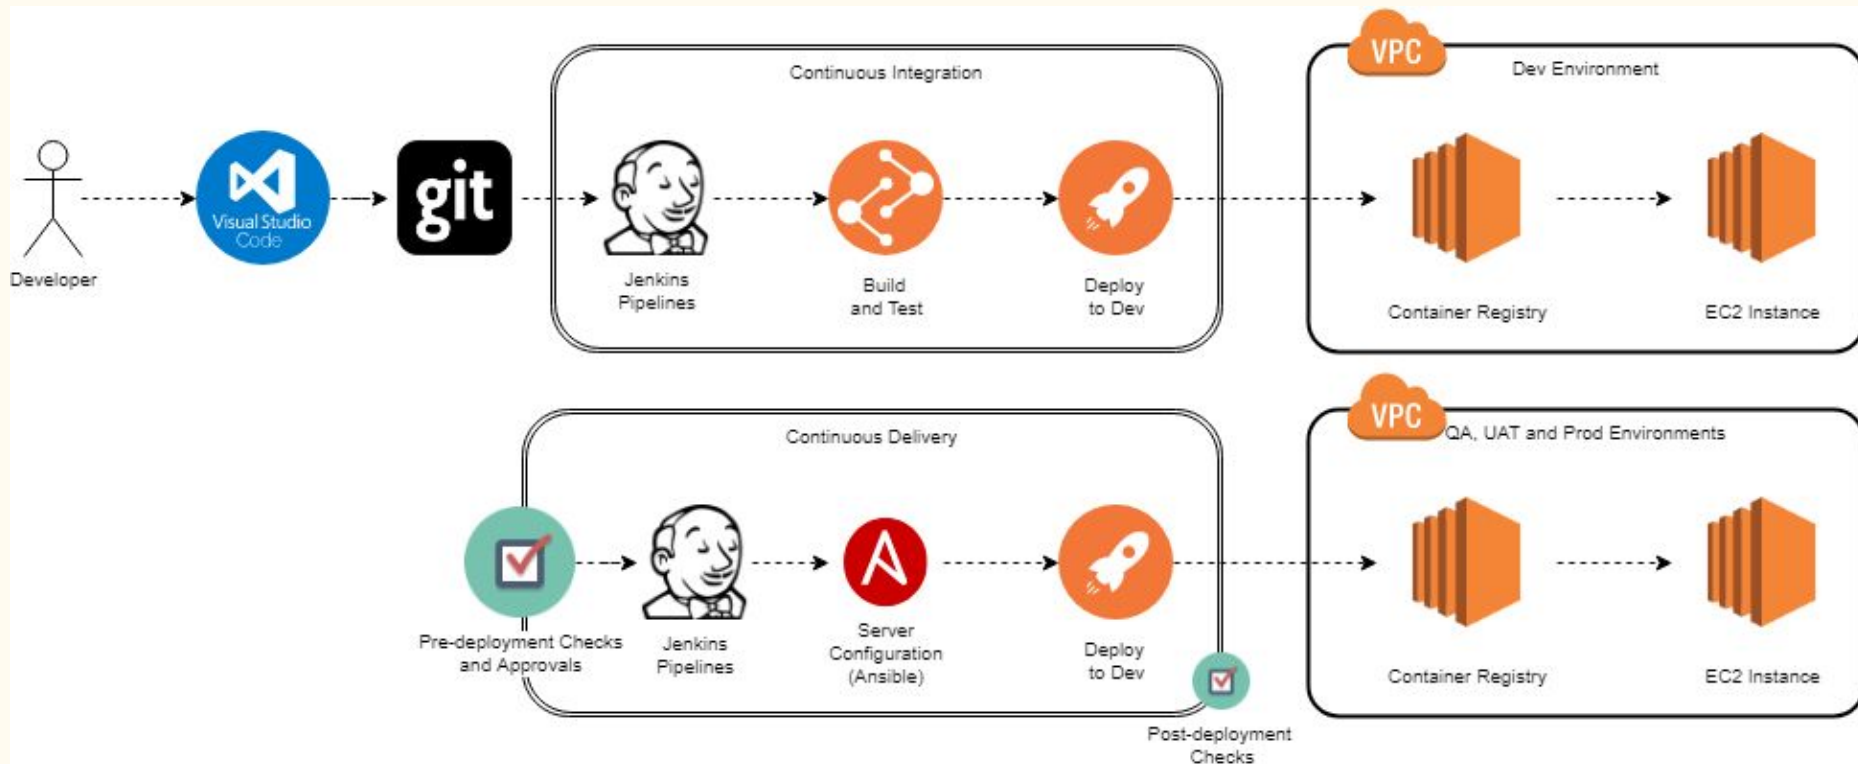 Continuous Integration
VPC
Dev Environment
Visual Studio
Code
git
Developer
Jenkins
Pipelines
Build
and Test
Deploy
to Dev
Container Registry
EC2 Instance
Continuous Delivery
VPC
QA, UAT and Prod Environments
Pre-deployment Checks
and Approvals
Jenkins
Pipelines
Server
Configuration
(Ansible)
Deploy
to Dev
Post-deployment
Checks
Container Registry
EC2 Instance